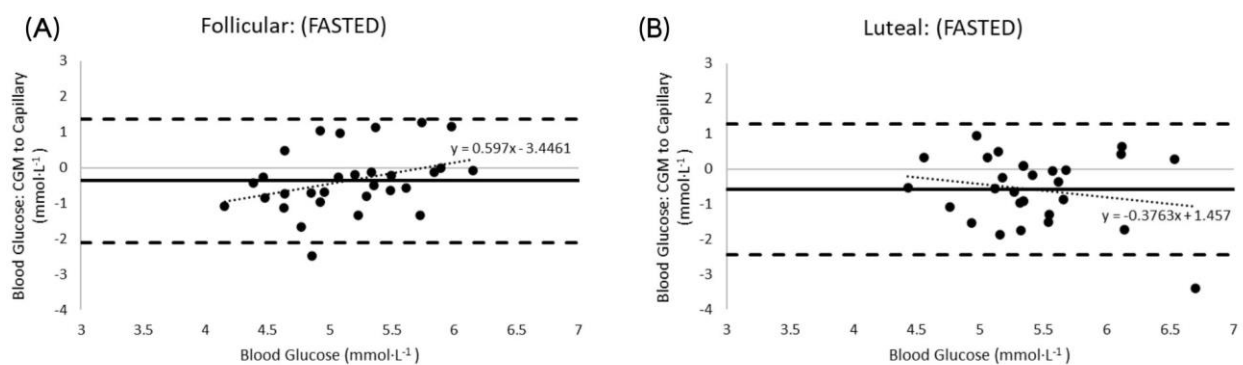 (A)
Follicular: (FASTED)
Blood Glucose: CGM to Capillary
(mmol·L⁻¹)
3
2
1
0
-1
-2
-3
-4
y = 0.597x - 3.4461
3 3.5 4 4.5 5 5.5 6 6.5 7
Blood Glucose (mmol·L⁻¹)
(B)
Luteal: (FASTED)
Blood Glucose: CGM to Capillary
(mmol·L⁻¹)
3
2
1
0
-1
-2
-3
-4
y = -0.3763x + 1.457
3 3.5 4 4.5 5 5.5 6 6.5 7
Blood Glucose (mmol·L⁻¹)